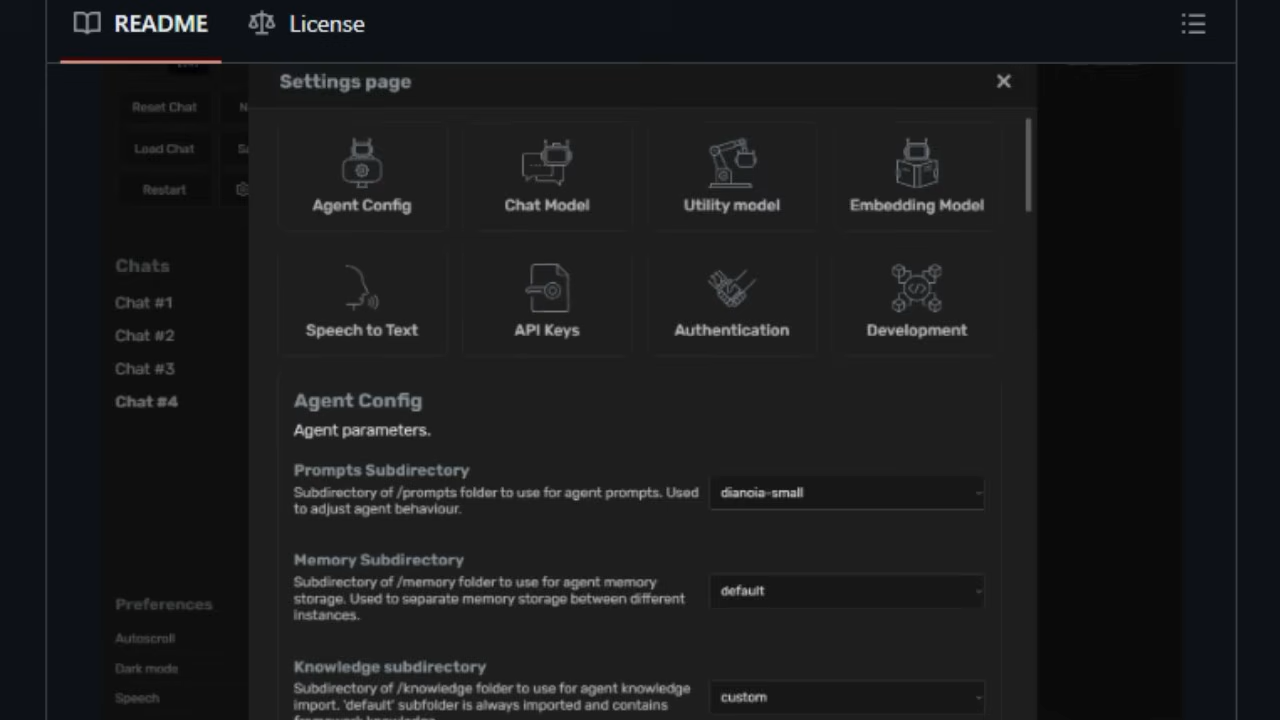 README
License
Settings page
Reset Chat
Load Chat
Restart
Agent Config
Chat Model
Utility model
Embedding Model
Speech to Text
API Keys
Authentication
Development
Chats
Chat #1
Chat #2
Chat #3
Chat #4
Agent Config
Agent parameters.
Prompts Subdirectory
Subdirectory of /prompts folder to use for agent prompts. Used
to adjust agent behaviour.
dianoia-small
Memory Subdirectory
Subdirectory of /memory folder to use for agent memory
storage. Used to separate memory storage between different
instances.
default
Knowledge subdirectory
Subdirectory of /knowledge folder to use for agent knowledge
import. 'default' subfolder is always imported and contains
framework knowledge.
custom
Preferences
Autoscroll
Dark mode
Speech